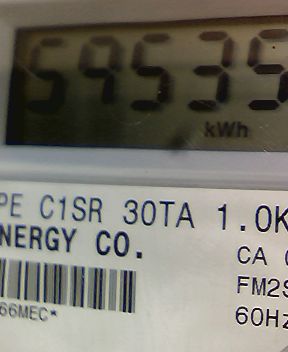 59535
kWh
PE C1SR 30TA 1.0K
NERGY CO.
CA
FM2S
66MEC*
60Hz